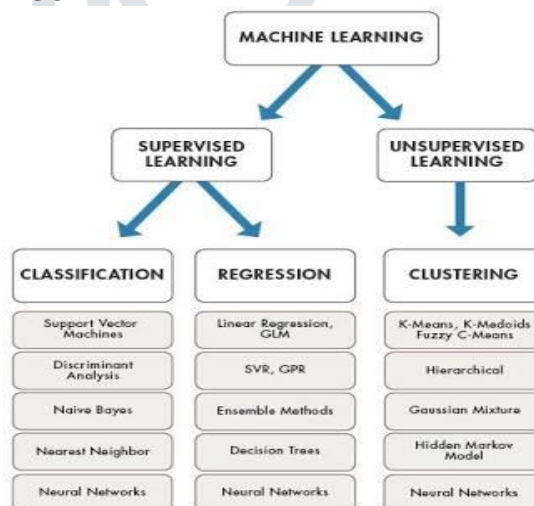 MACHINE LEARNING
SUPERVISED
LEARNING
UNSUPERVISED
LEARNING
CLASSIFICATION
REGRESSION
CLUSTERING
Support Vector
Machines
Linear Regression,
GLM
K-Means, K-Medoids
Fuzzy C-Means
Discriminant
Analysis
SVR, GPR
Hierarchical
Naive Bayes
Ensemble Methods
Gaussian Mixture
Nearest Neighbor
Decision Trees
Hidden Markov
Model
Neural Networks
Neural Networks
Neural Networks